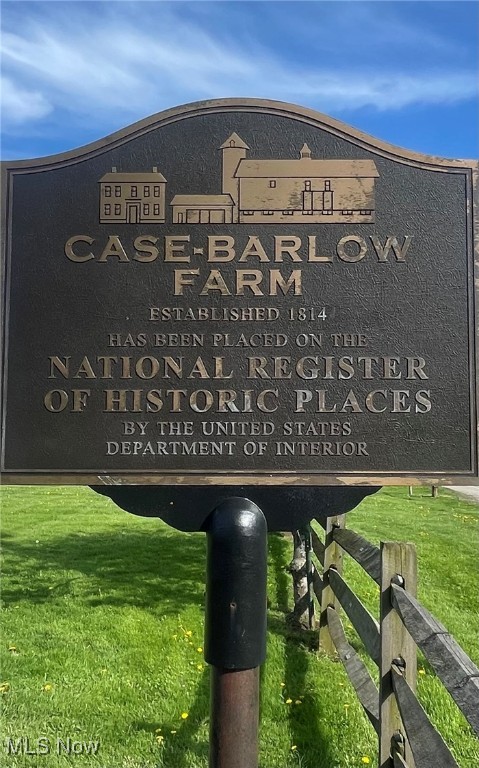 CASE-BARLOW
FARM
ESTABLISHED 1814
HAS BEEN PLACED ON THE
NATIONAL REGISTER
OF HISTORIC PLACES
BY THE UNITED STATES
DEPARTMENT OF INTERIOR
MLS Now